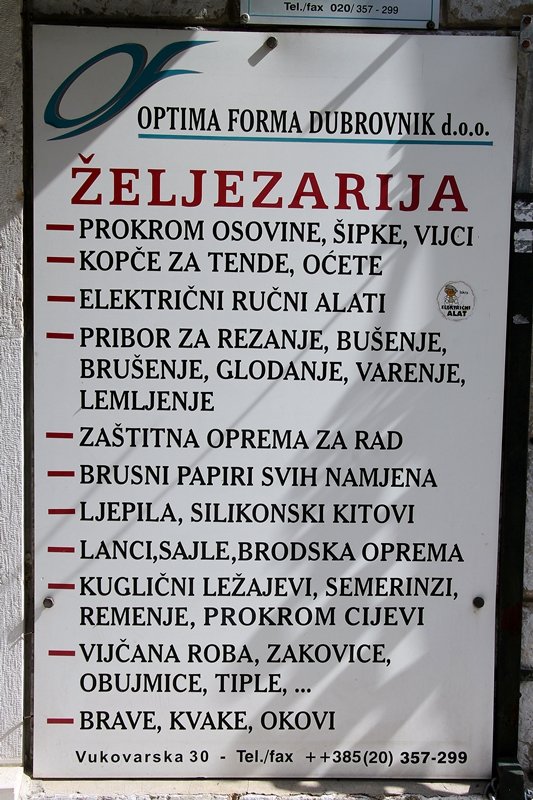 Tel./fax 020/357-299
OPTIMA FORMA DUBROVNIK d.o.o.
ŽELJEZARIJA
PROKROM OSOVINE, ŠIPKE, VIJCI
KOPČE ZA TENDE, OĆETE
ELEKTRIČNI RUČNI ALATI
Iskra
ELEKTRIČNI
ALAT
PRIBOR ZA REZANJE, BUŠENJE,
BRUŠENJE, GLODANJE, VARENJE,
LEMLJENJE
ZAŠTITNA OPREMA ZA RAD
BRUSNI PAPIRI SVIH NAMJENA
LJEPILA, SILIKONSKI KITOVI
LANCI,SAJLE,BRODSKA OPREMA
KUGLIČNI LEŽAJEVI, SEMERINZI,
REMENJE, PROKROM CIJEVI
VIJČANA ROBA, ZAKOVICE,
OBUJMICE, TIPLE, ...
BRAVE, KVAKE, OKOVI
Vukovarska 30 - Tel./fax ++385(20) 357-299